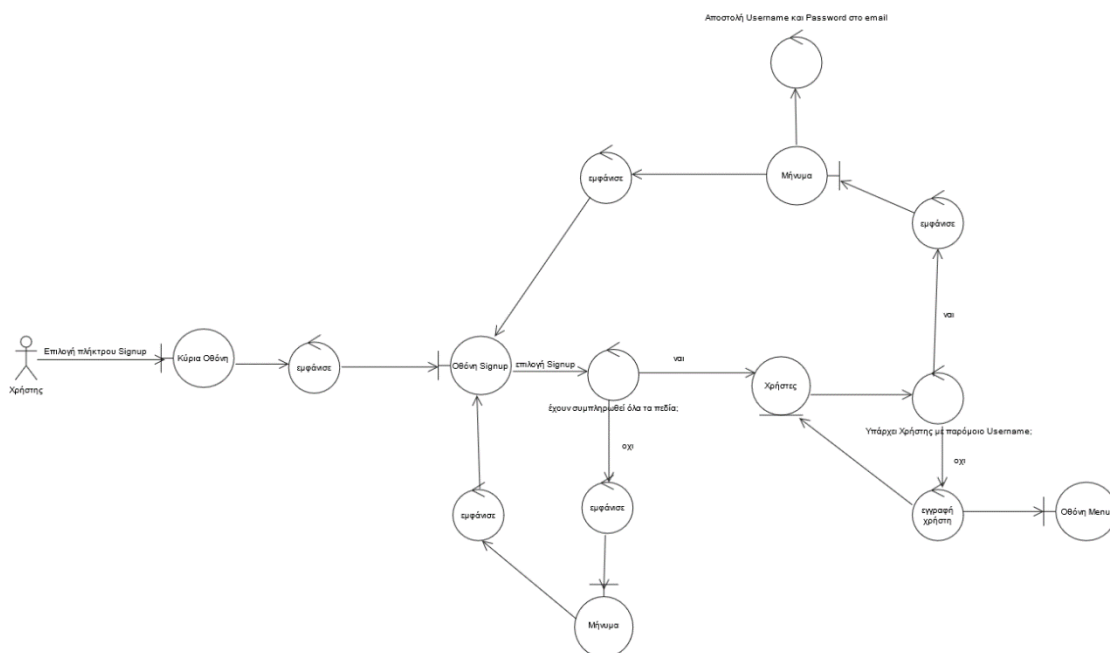 Αποστολή Username και Password στο email
εμφάνισε
Μήνυμα
εμφάνισε
ναι
Επιλογή πλήκτρου Signup
Χρήστης
Κύρια Οθόνη
εμφάνισε
Οθόνη Signup
επιλογή Signup
έχουν συμπληρωθεί όλα τα πεδία;
ναι
Χρήστες
Υπάρχει Χρήστης με παρόμοιο Username;
οχι
οχι
εμφάνισε
εμφάνισε
εγγραφή
χρήστη
Οθόνη Menu
Μήνυμα